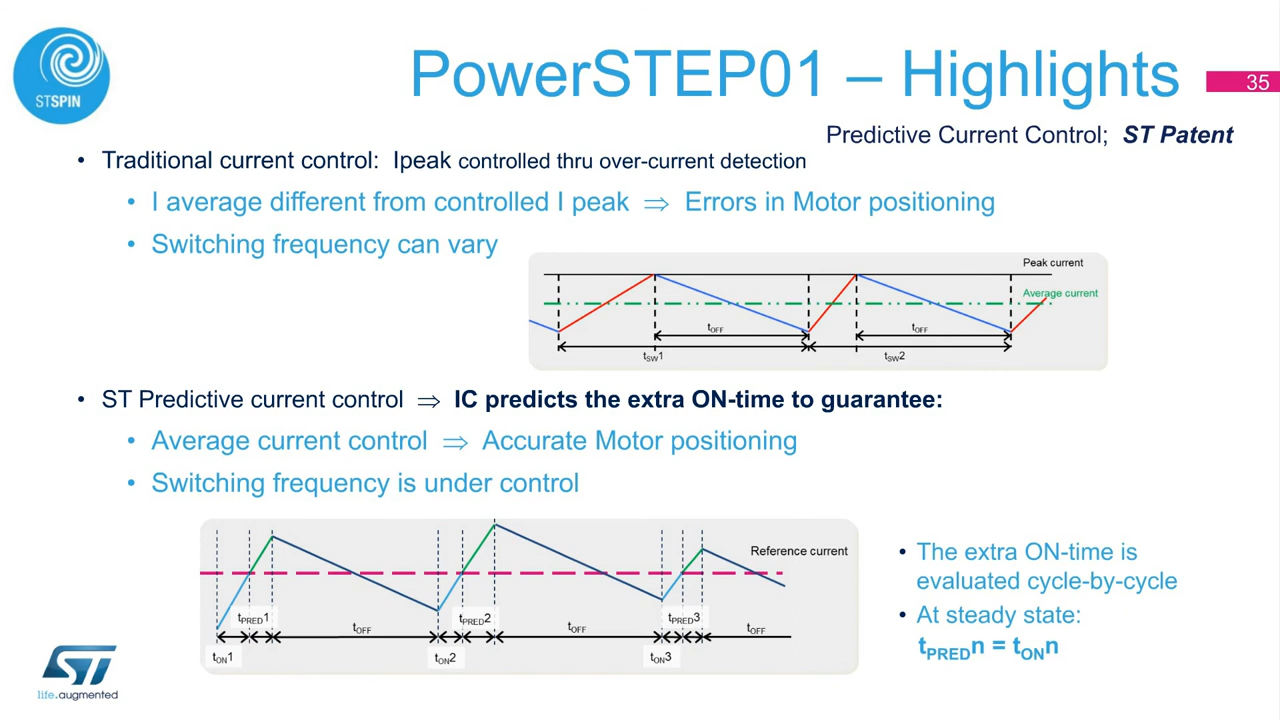 STSPIN
PowerSTEP01 – Highlights
35
Predictive Current Control; ST Patent
• Traditional current control: Ipeak controlled thru over-current detection
• I average different from controlled I peak ⇒ Errors in Motor positioning
• Switching frequency can vary
Peak current
Average current
tOFF
tOFF
tSW1
tSW2
• ST Predictive current control ⇒ IC predicts the extra ON-time to guarantee:
• Average current control ⇒ Accurate Motor positioning
• Switching frequency is under control
Reference current
tPRED1
tPRED2
tPRED3
tOFF
tOFF
tOFF
tON1
tON2
tON3
• The extra ON-time is
evaluated cycle-by-cycle
• At steady state:
tPREDn = tONn
ST
life.augmented